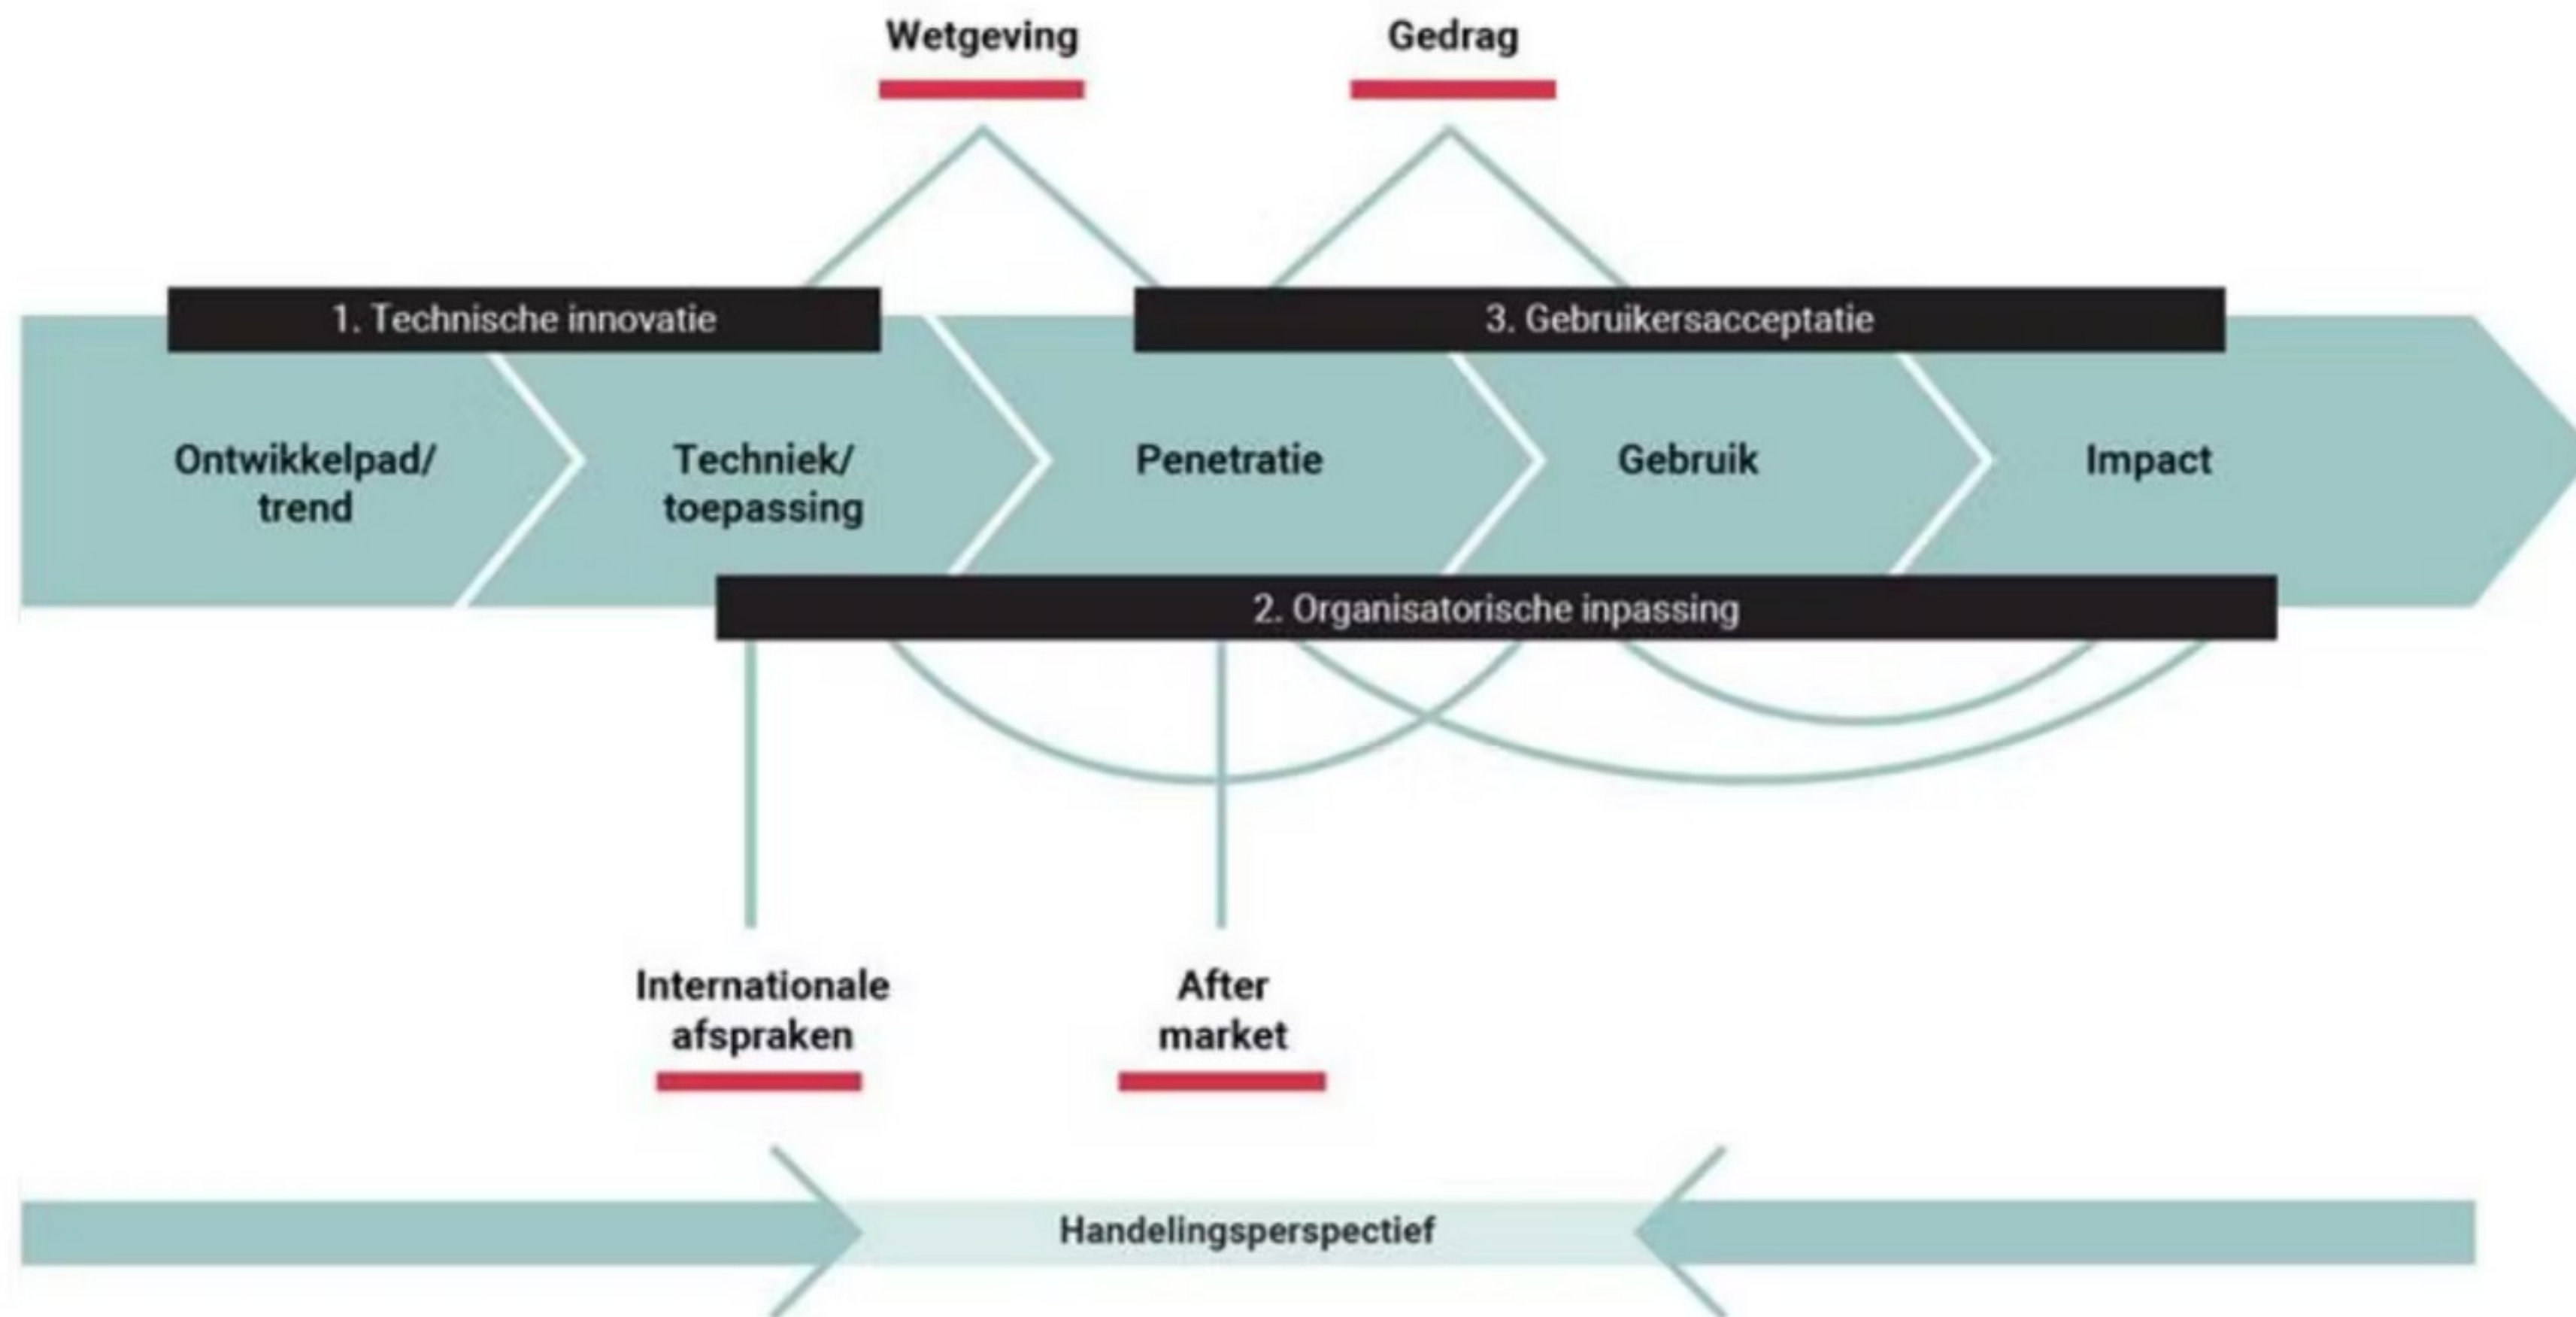 Wetgeving
Gedrag
1. Technische innovatie
3. Gebruikersacceptatie
Ontwikkelpad/
trend
Techniek/
toepassing
Penetratie
Gebruik
Impact
2. Organisatorische inpassing
Internationale
afspraken
After
market
Handelingsperspectief